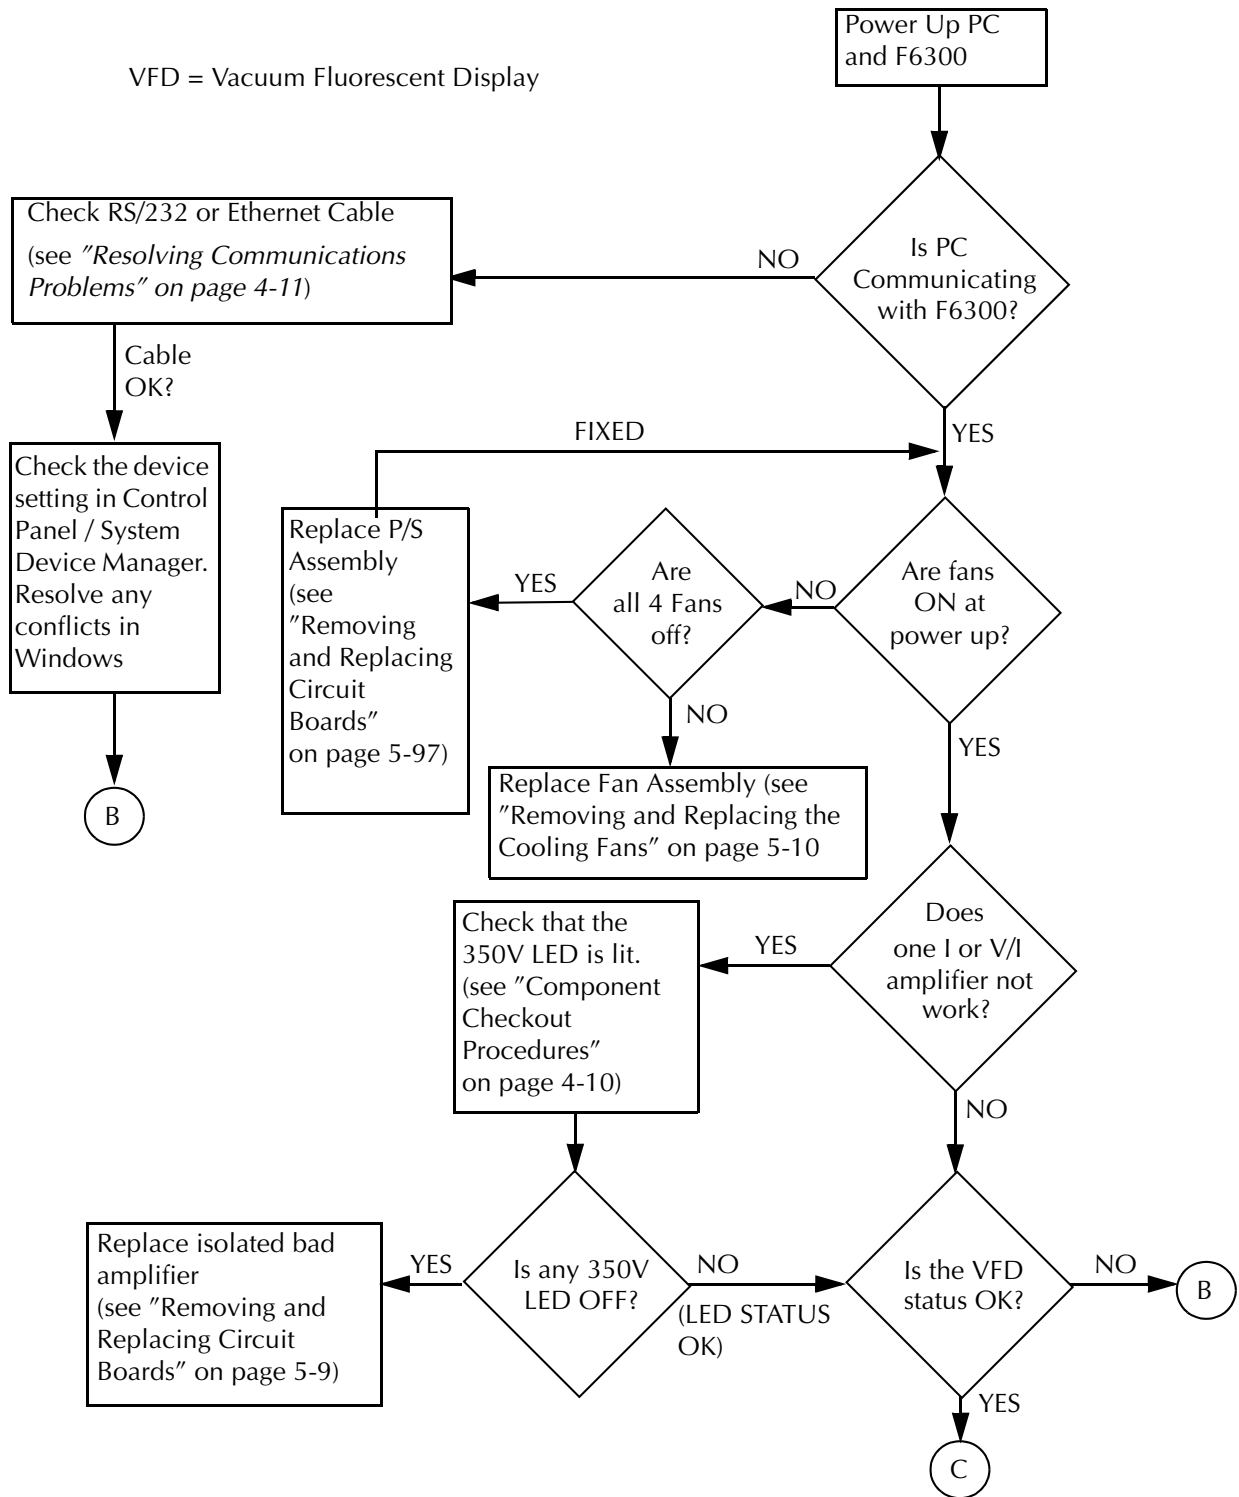 Power Up PC
and F6300
VFD = Vacuum Fluorescent Display
Check RS/232 or Ethernet Cable
(see "Resolving Communications
Problems" on page 4-11)
NO
Is PC
Communicating
with F6300?
Cable
OK?
YES
FIXED
Check the device
setting in Control
Panel / System
Device Manager.
Resolve any
conflicts in
Windows
B
Replace P/S
Assembly
(see
"Removing
and Replacing
Circuit
Boards"
on page 5-97)
YES
Are
all 4 Fans
off?
NO
Are fans
ON at
power up?
NO
YES
Replace Fan Assembly (see
"Removing and Replacing the
Cooling Fans" on page 5-10
Check that the
350V LED is lit.
(see "Component
Checkout
Procedures"
on page 4-10)
YES
Does
one I or V/I
amplifier not
work?
NO
Replace isolated bad
amplifier
(see "Removing and
Replacing Circuit
Boards" on page 5-9)
YES
Is any 350V
LED OFF?
NO
(LED STATUS
OK)
Is the VFD
status OK?
NO
B
YES
C